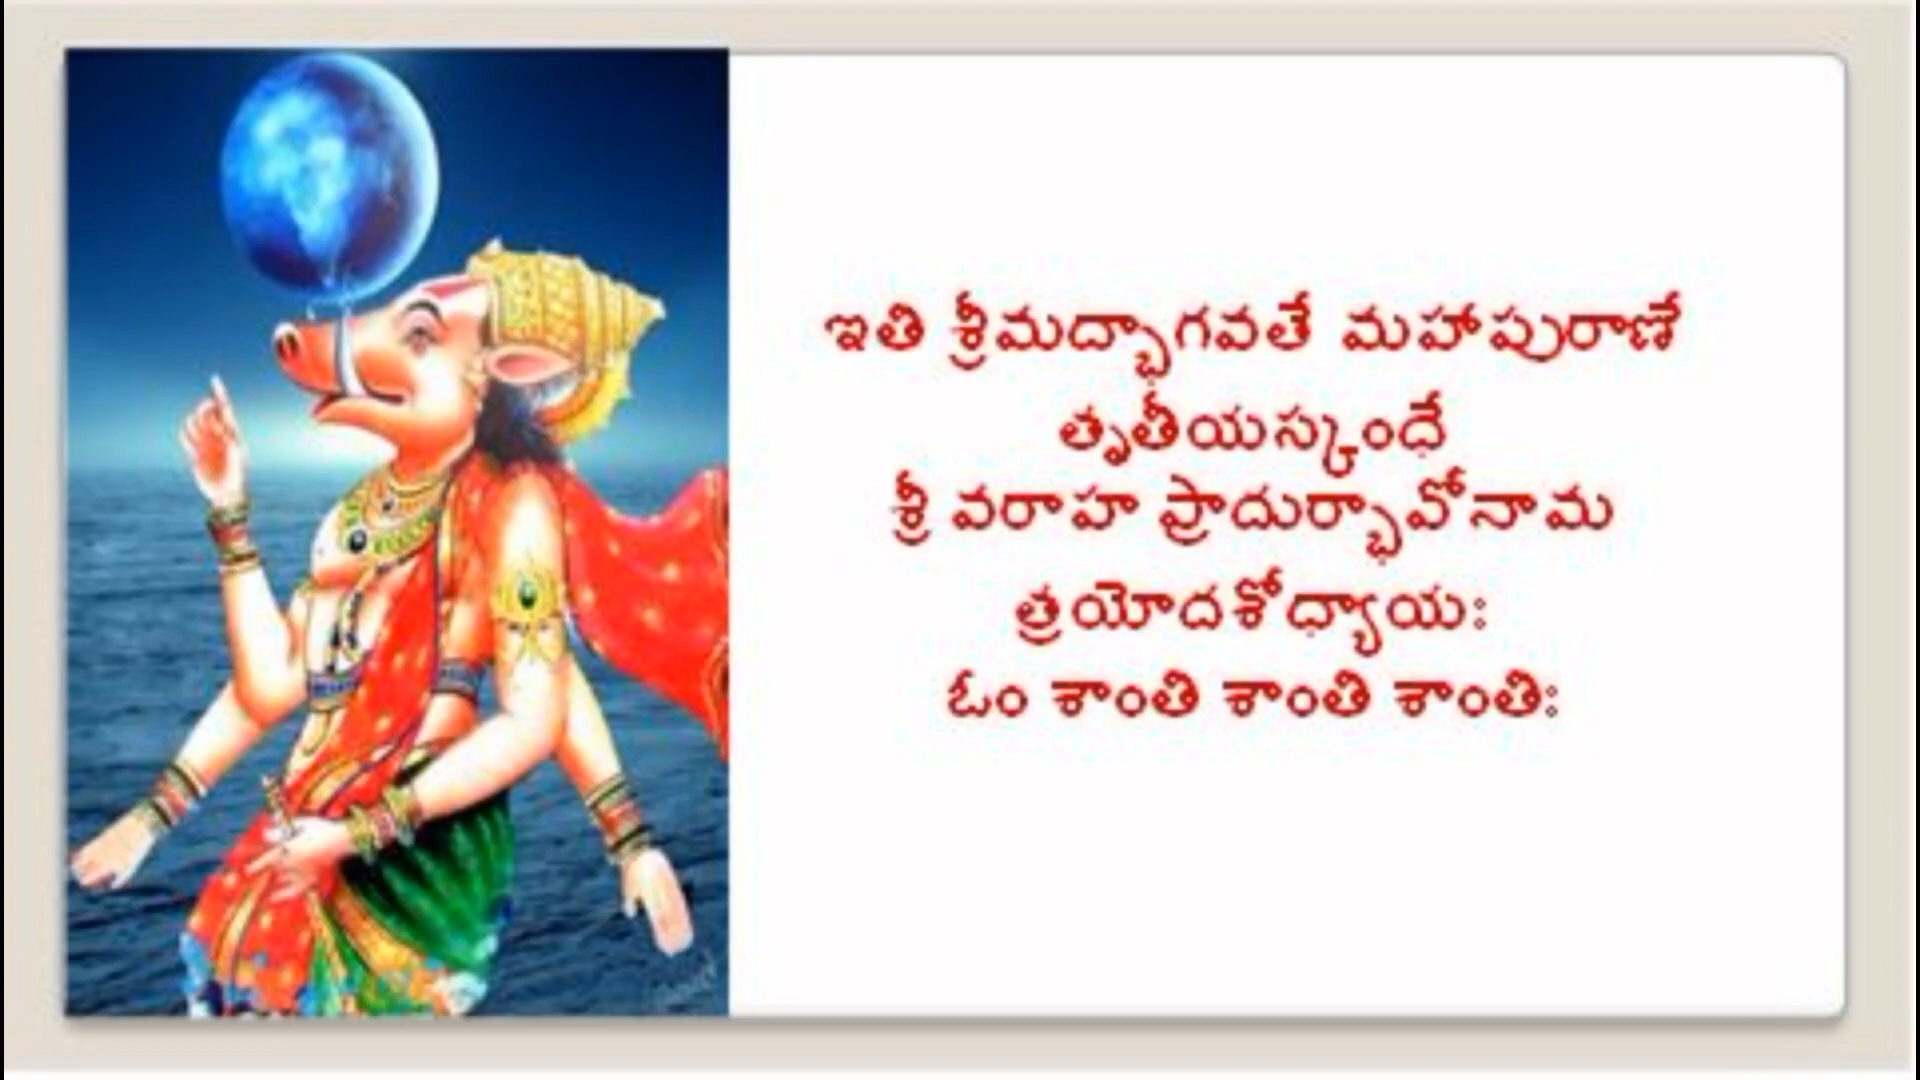 ఇతి శ్రీమద్భాగవతే మహాపురాణే
తృతీయస్కంధే
శ్రీ వరాహ ప్రాదుర్భావోనామ
త్రయోదశోధ్యాయః
ఓం శాంతి శాంతి శాంతిః